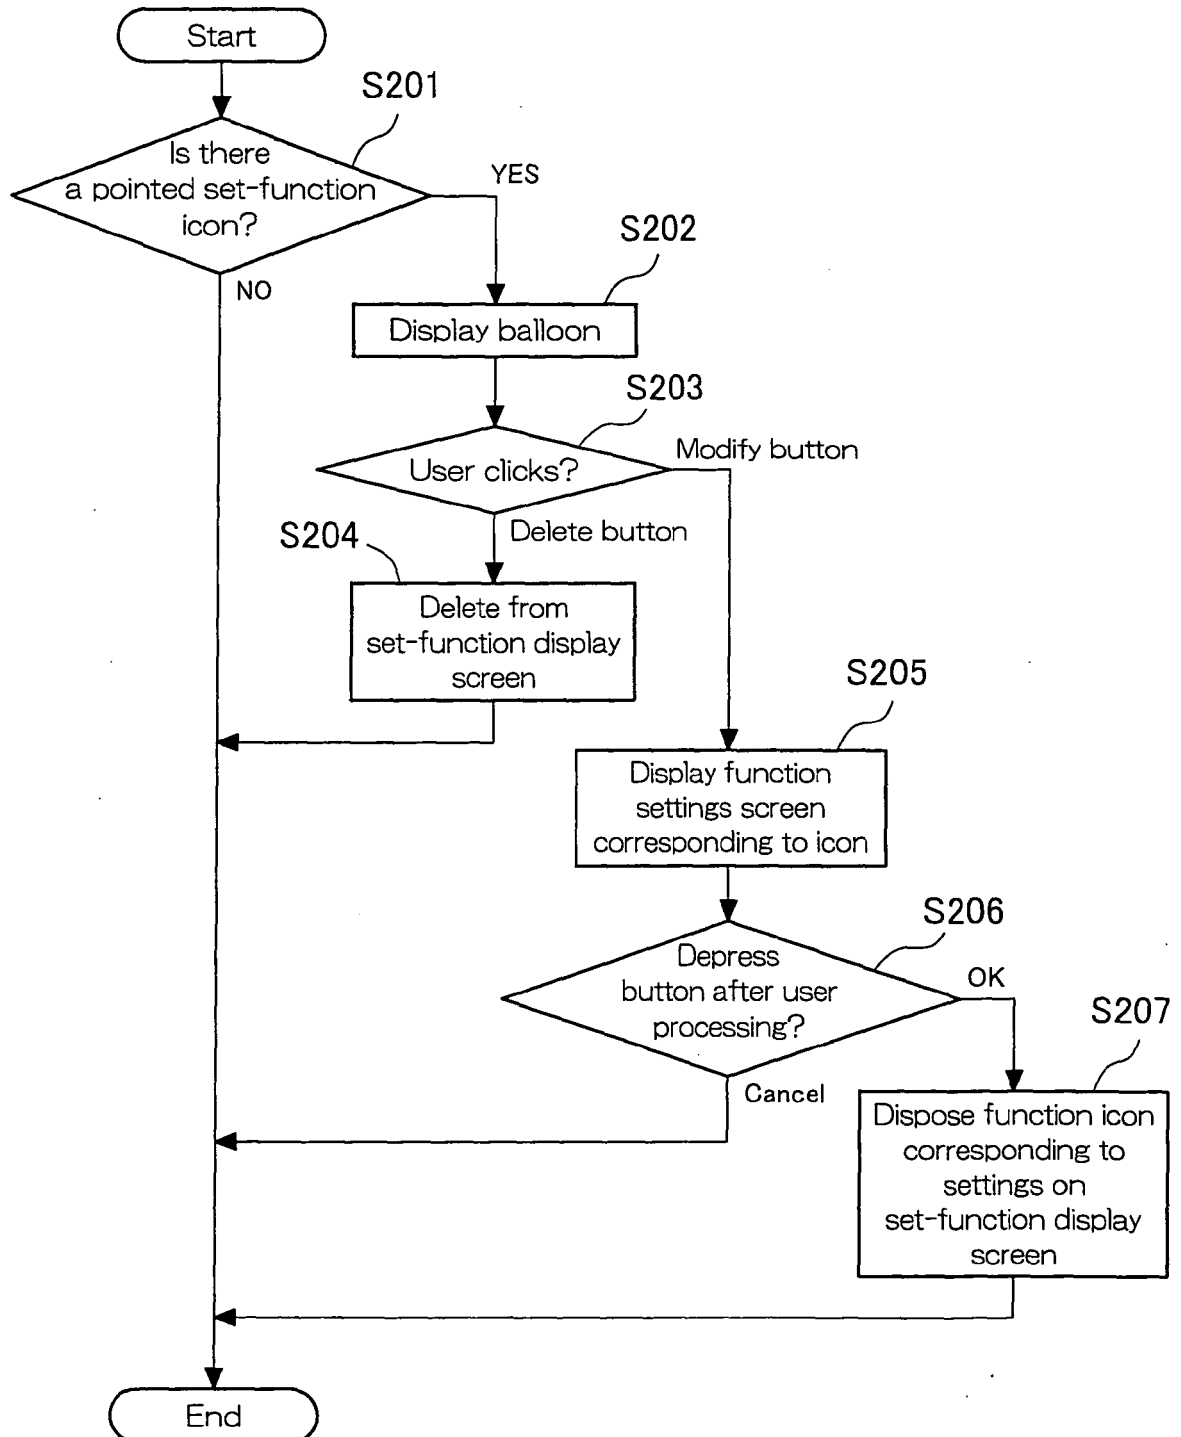 Start
S201
Is there
a pointed set-function
icon?
YES
NO
S202
Display balloon
S203
User clicks?
Modify button
Delete button
S204
Delete from
set-function display
screen
S205
Display function
settings screen
corresponding to icon
S206
Depress
button after user
processing?
OK
Cancel
S207
Dispose function icon
corresponding to
settings on
set-function display
screen
End